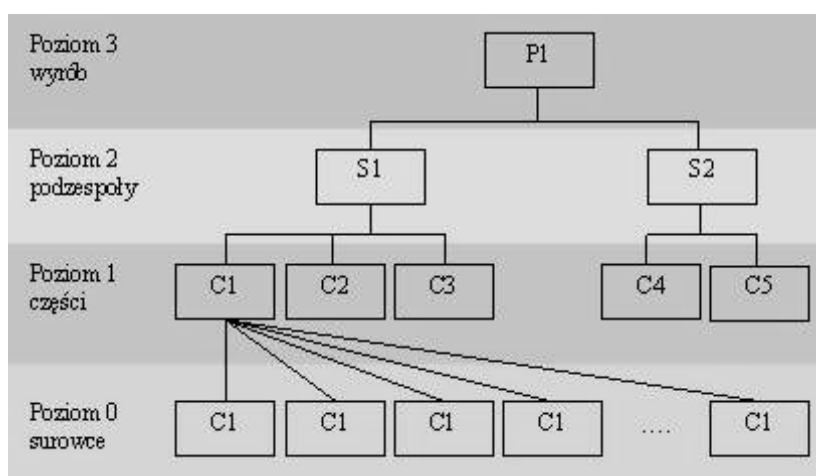 Poziom 3
wyrób
P1
Poziom 2
podzespoły
S1
S2
Poziom 1
części
C1
C2
C3
C4
C5
Poziom 0
surowce
C1
C1
C1
C1
....
C1